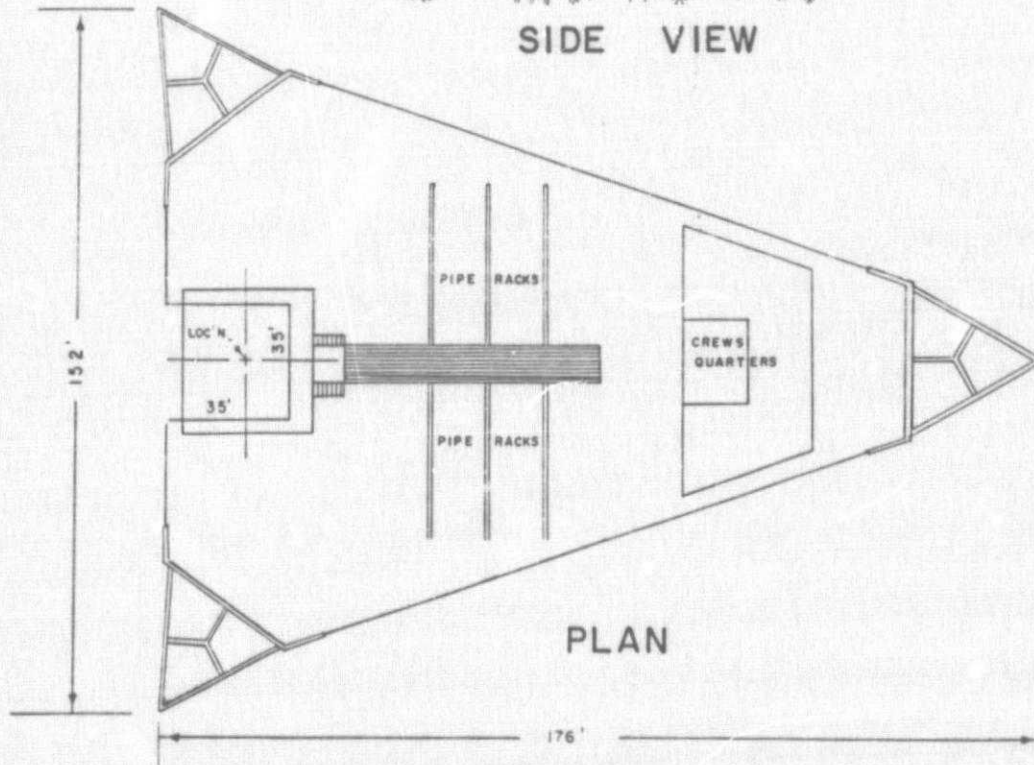 SIDE VIEW
152'
PIPE RACKS
LOC'N.
35'
35'
CREWS
QUARTERS
PIPE RACKS
PLAN
176'